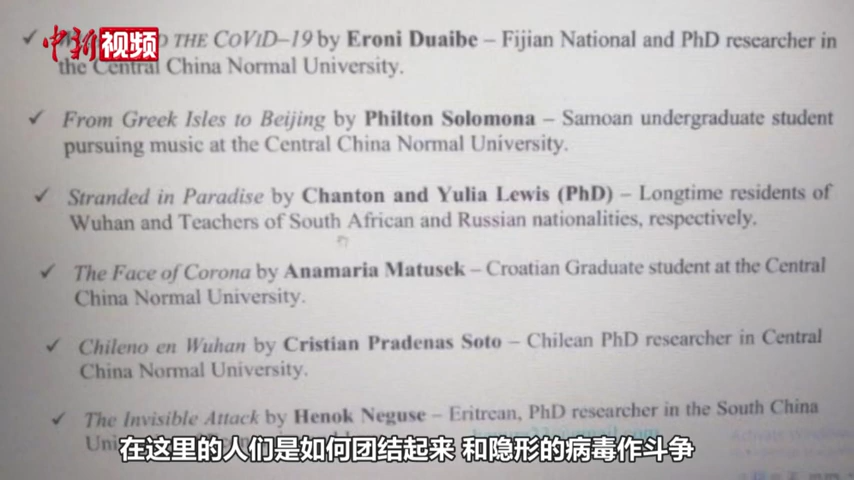 中新视频
THE COVID–19 by Eroni Duaibe – Fijian National and PhD researcher in
the Central China Normal University.
From Greek Isles to Beijing by Philton Solomona – Samoan undergraduate student
pursuing music at the Central China Normal University.
Stranded in Paradise by Chanton and Yulia Lewis (PhD) – Longtime residents of
Wuhan and Teachers of South African and Russian nationalities, respectively.
The Face of Corona by Anamaria Matusek – Croatian Graduate student at the Central
China Normal University.
Chileno en Wuhan by Cristian Pradenas Soto – Chilean PhD researcher in Central
China Normal University.
The Invisible Attack by Henok Neguse – Eritrean, PhD researcher in the South China
在这里的人们是如何团结起来 和隐形的病毒作斗争